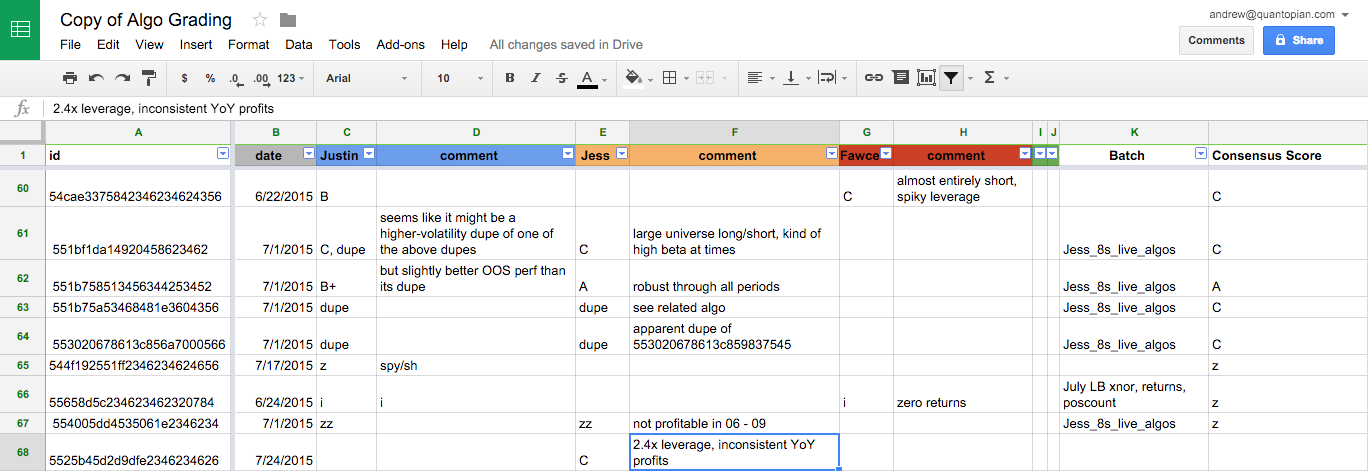 Copy of Algo Grading
andrew@quantopian.com
File Edit View Insert Format Data Tools Add-ons Help All changes saved in Drive
Comments Share
$ % .0 .00 123 Arial 10 B I S A Σ
fx 2.4x leverage, inconsistent YoY profits
A B C D E F G H I J K
1 id date Justin comment Jess comment Fawce comment Batch Consensus Score
almost entirely short,
60 54cae3375842346234624356 6/22/2015 B C spiky leverage C
seems like it might be a
higher-volatility dupe of one of large universe long/short, kind of
61 551bf1da14920458623462 7/1/2015 C, dupe the above dupes C high beta at times Jess_8s_live_algos C
but slightly better OOS perf than
62 551b758513456344253452 7/1/2015 B+ its dupe A robust through all periods Jess_8s_live_algos A
63 551b75a53468481e3604356 7/1/2015 dupe dupe see related algo Jess_8s_live_algos C
apparent dupe of
64 553020678613c856a7000566 7/1/2015 dupe dupe 553020678613c859837545 Jess_8s_live_algos C
65 544f192551ff2346234624656 7/17/2015 z spy/sh z
July LB xnor, returns,
66 55658d5c234623462320784 6/24/2015 i i i zero returns poscount z
67 554005dd4535061e2346234 7/1/2015 zz zz not profitable in 06 - 09 Jess_8s_live_algos z
2.4x leverage, inconsistent YoY
68 5525b45d2d9dfe2346234626 7/24/2015 C profits